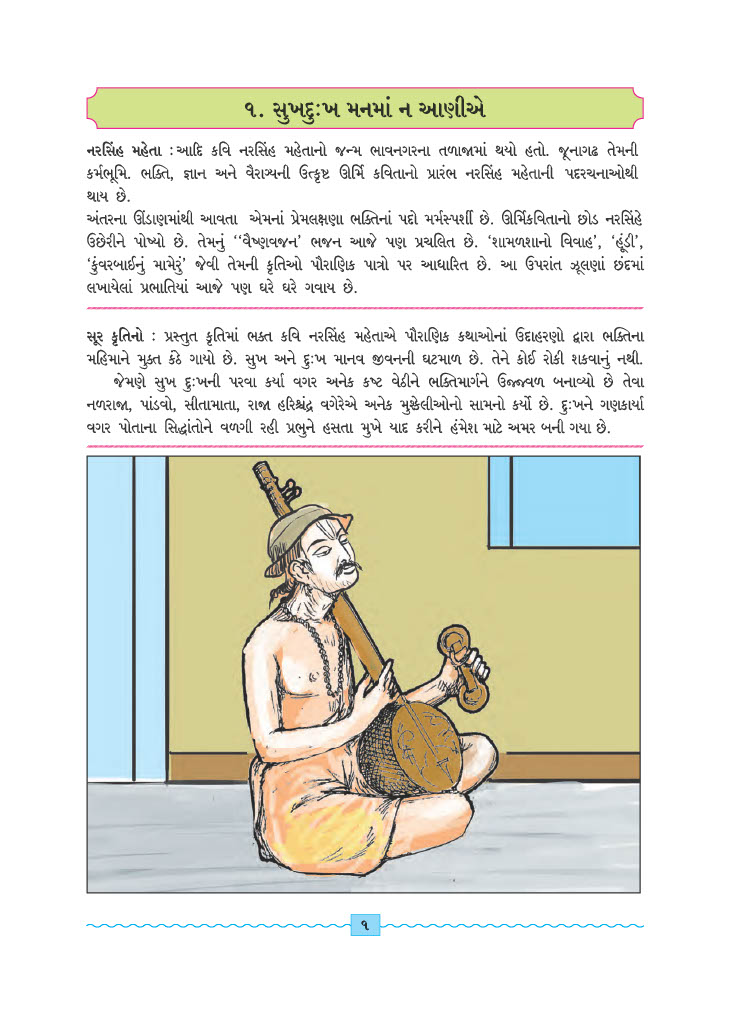 ૧. સુખદુઃખ મનમાં ન આણીએ
નરસિંહ મહેતા : આદિ કવિ નરસિંહ મહેતાનો જન્મ ભાવનગરના તળાજામાં થયો હતો. જૂનાગઢ તેમની
કર્મભૂમિ. ભક્તિ, જ્ઞાન અને વૈરાગ્યની ઉત્કૃષ્ટ ઊર્મિ કવિતાનો પ્રારંભ નરસિંહ મહેતાની પદરચનાઓથી
થાય છે.
અંતરના ઊંડાણમાંથી આવતા એમનાં પ્રેમલક્ષણા ભક્તિનાં પદો મર્મસ્પર્શી છે. ઊર્મિકવિતાનો છોડ નરસિંહે
ઉછેરીને પોષ્યો છે. તેમનું ‘‘વૈષ્ણવજન’ ભજન આજે પણ પ્રચલિત છે. ‘શામળશાનો વિવાહ’, ‘હૂંડી’,
‘કુંવરબાઈનું મામેરું’ જેવી તેમની કૃતિઓ પૌરાણિક પાત્રો પર આધારિત છે. આ ઉપરાંત ઝૂલણાં છંદમાં
લખાયેલાં પ્રભાતિયાં આજે પણ ઘરે ઘરે ગવાય છે.
સૂર કૃતિનો : પ્રસ્તુત કૃતિમાં ભક્ત કવિ નરસિંહ મહેતાએ પૌરાણિક કથાઓનાં ઉદાહરણો દ્વારા ભક્તિના
મહિમાને મુક્ત કંઠે ગાયો છે. સુખ અને દુઃખ માનવ જીવનની ઘટમાળ છે. તેને કોઈ રોકી શકવાનું નથી.
જેમણે સુખ દુઃખની પરવા કર્યા વગર અનેક કષ્ટ વેઠીને ભક્તિમાર્ગને ઉજ્જવળ બનાવ્યો છે તેવા
નળરાજા, પાંડવો, સીતામાતા, રાજા હરિશ્ચંદ્ર વગેરેએ અનેક મુશ્કેલીઓનો સામનો કર્યો છે. દુઃખને ગણકાર્યા
વગર પોતાના સિદ્ધાંતોને વળગી રહી પ્રભુને હસતા મુખે યાદ કરીને હંમેશ માટે અમર બની ગયા છે.
૧